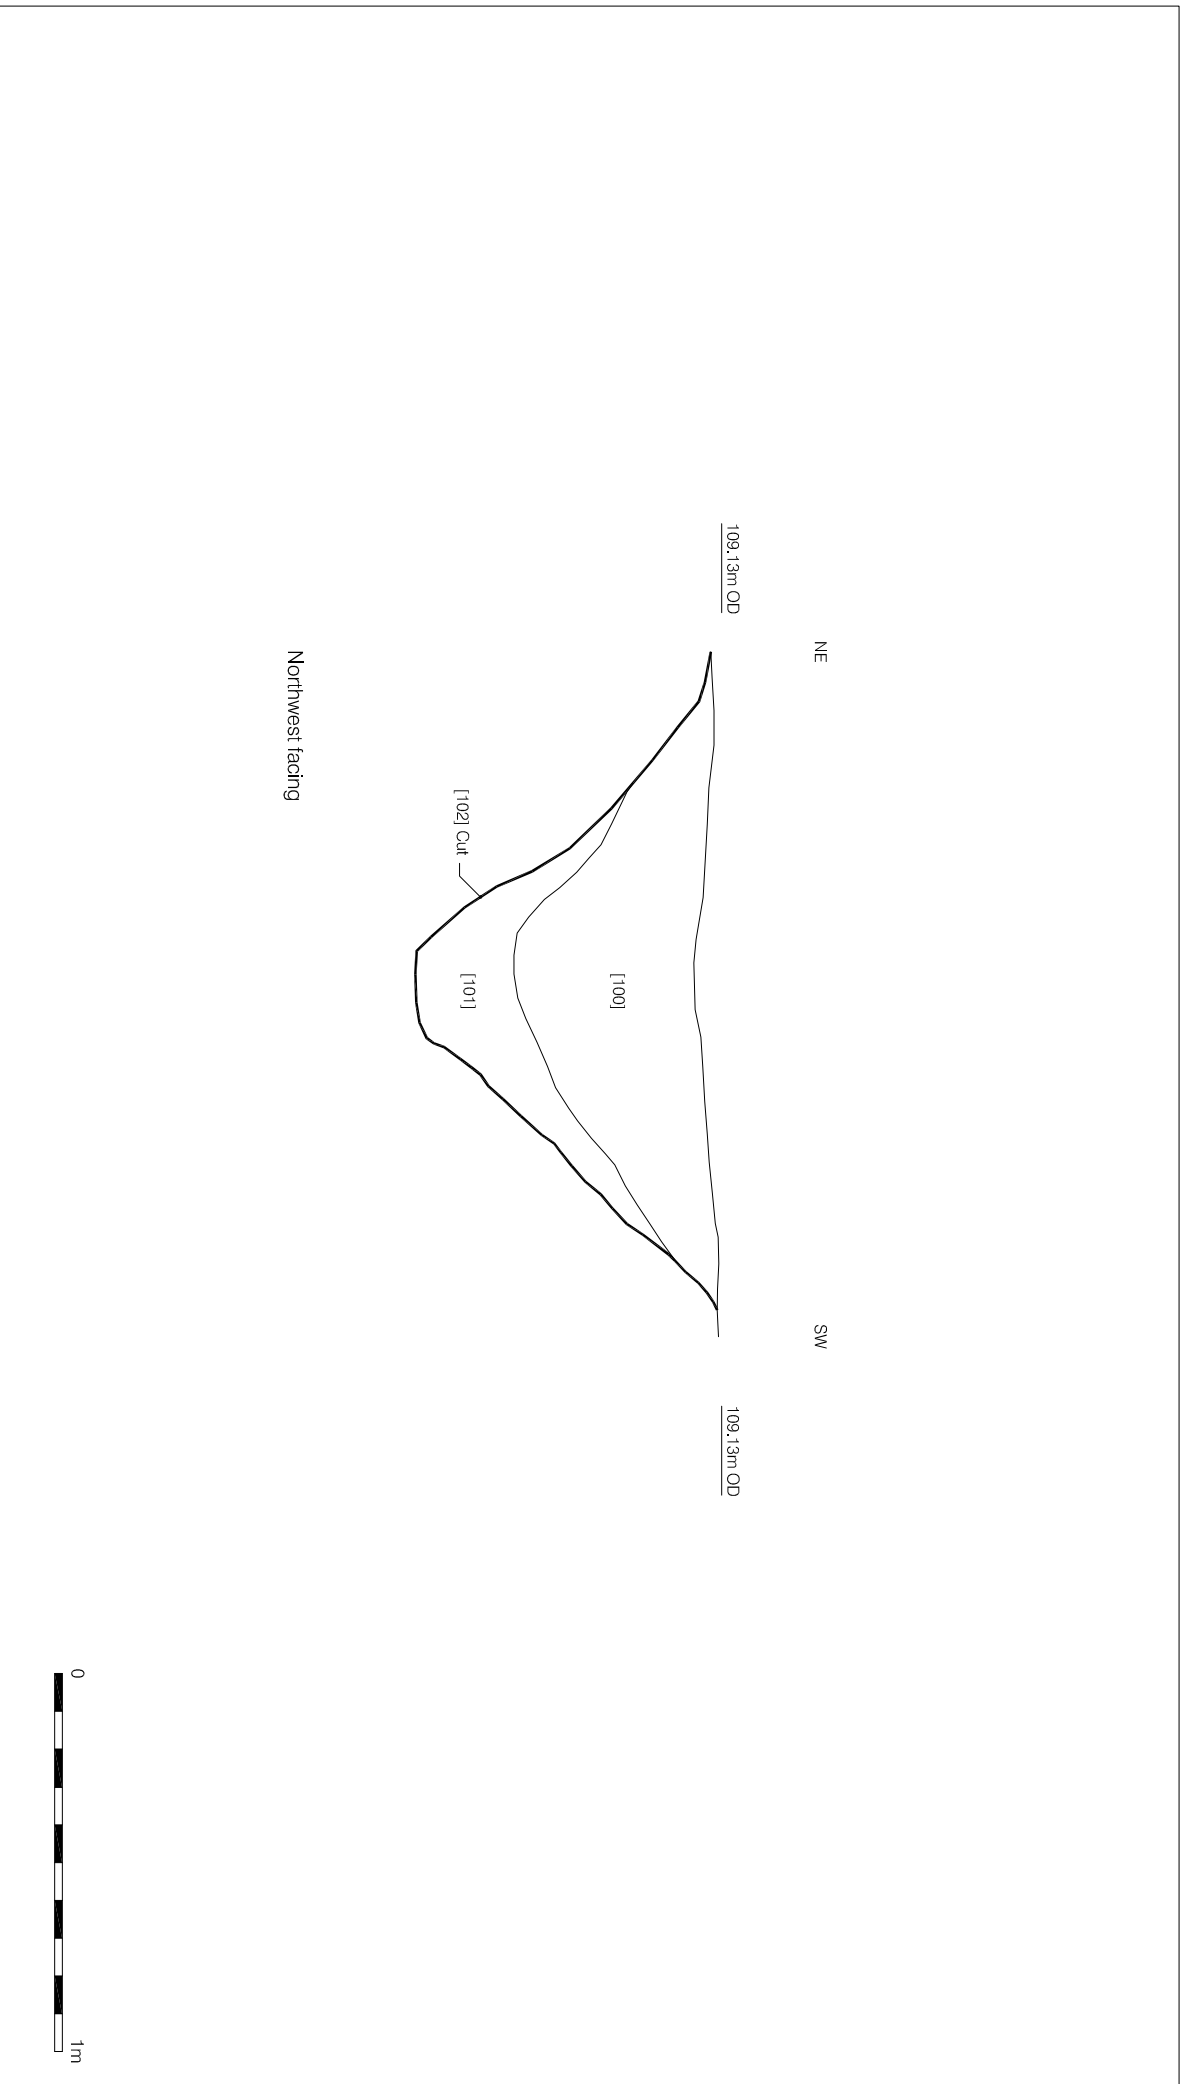 NE
SW
109.13m OD
109.13m OD
[100]
[101]
[102] Cut
Northwest facing
0
1m